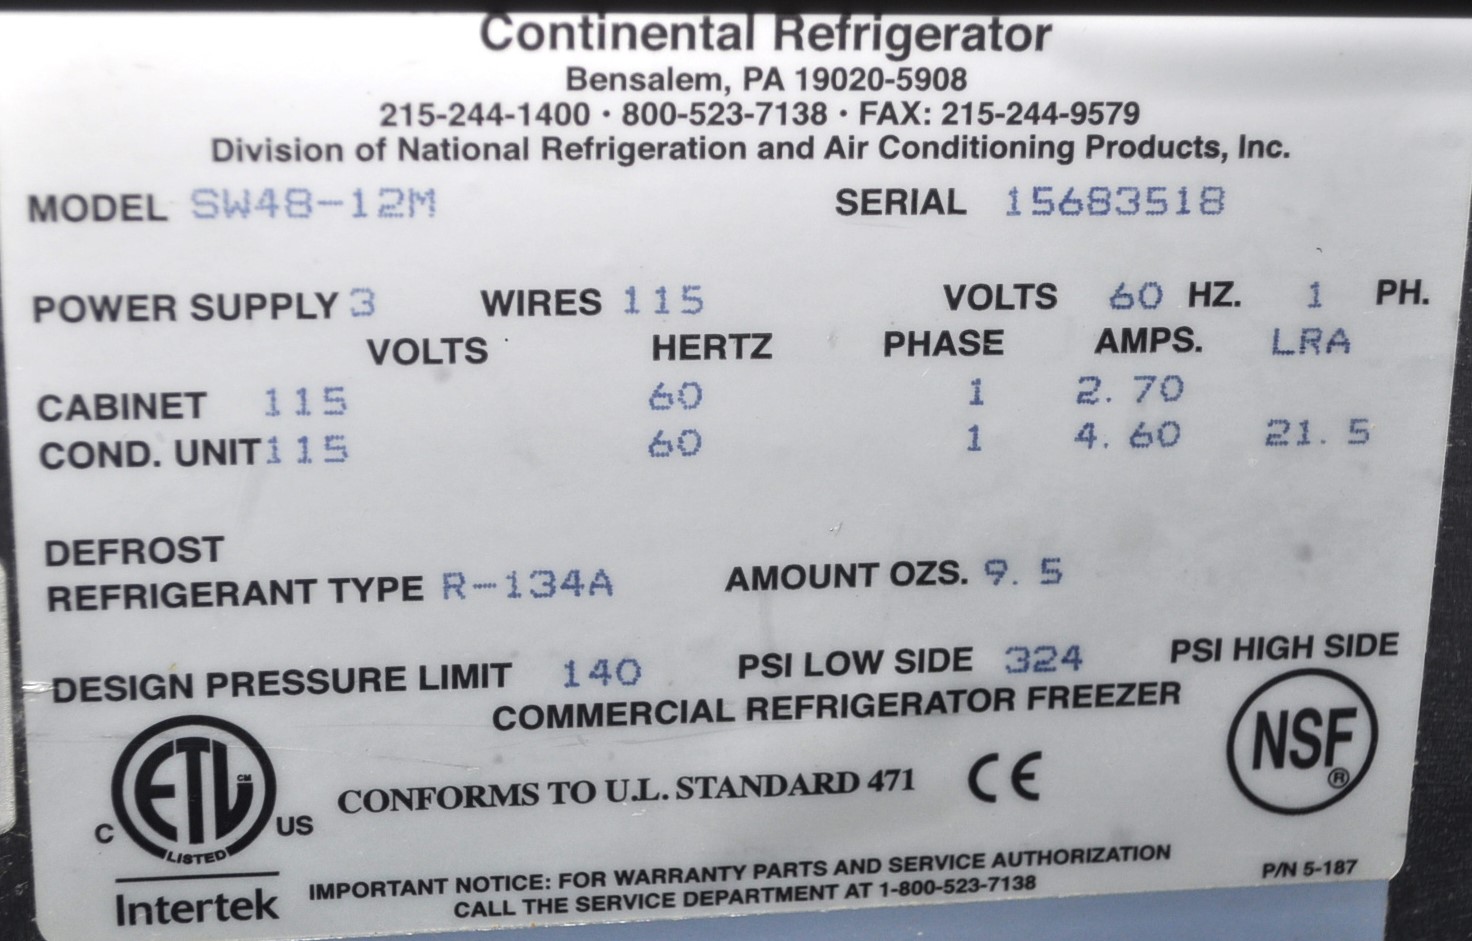 Continental Refrigerator
Bensalem, PA 19020-5908
215-244-1400 · 800-523-7138 · FAX: 215-244-9579
Division of National Refrigeration and Air Conditioning Products, Inc.
MODEL SW48-12M SERIAL 15683518
POWER SUPPLY 3 WIRES 115 VOLTS 60 HZ. 1 PH.
VOLTS HERTZ PHASE AMPS. LRA
CABINET 115 60 1 2.70
COND. UNIT 115 60 1 4.60 21.5
DEFROST
REFRIGERANT TYPE R-134A AMOUNT OZS. 9.5
DESIGN PRESSURE LIMIT 140 PSI LOW SIDE 324 PSI HIGH SIDE
COMMERCIAL REFRIGERATOR FREEZER
C ETL CM LISTED US
CONFORMS TO U.L. STANDARD 471 CE
NSF ®
Intertek
IMPORTANT NOTICE: FOR WARRANTY PARTS AND SERVICE AUTHORIZATION
CALL THE SERVICE DEPARTMENT AT 1-800-523-7138
P/N 5-187